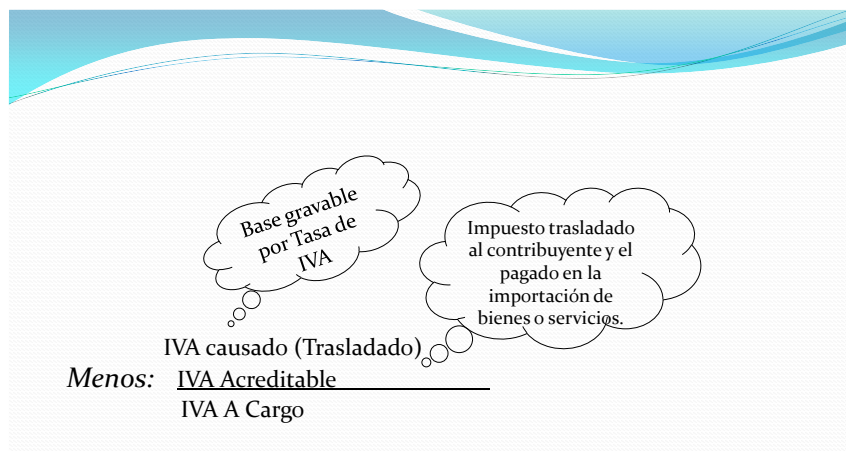 Base gravable
por Tasa de
IVA
Impuesto trasladado
al contribuyente y el
pagado en la
importación de
bienes o servicios.
IVA causado (Trasladado)
Menos: IVA Acreditable
IVA A Cargo